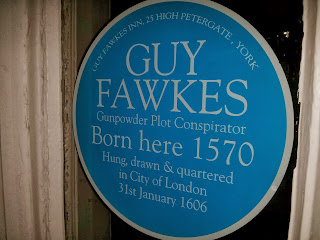 GUY FAWKES INN, 25 HIGH PETERGATE, YORK
GUY
FAWKES
Gunpowder Plot Conspirator
Born here 1570
Hung, drawn & quartered
in City of London
31st January 1606